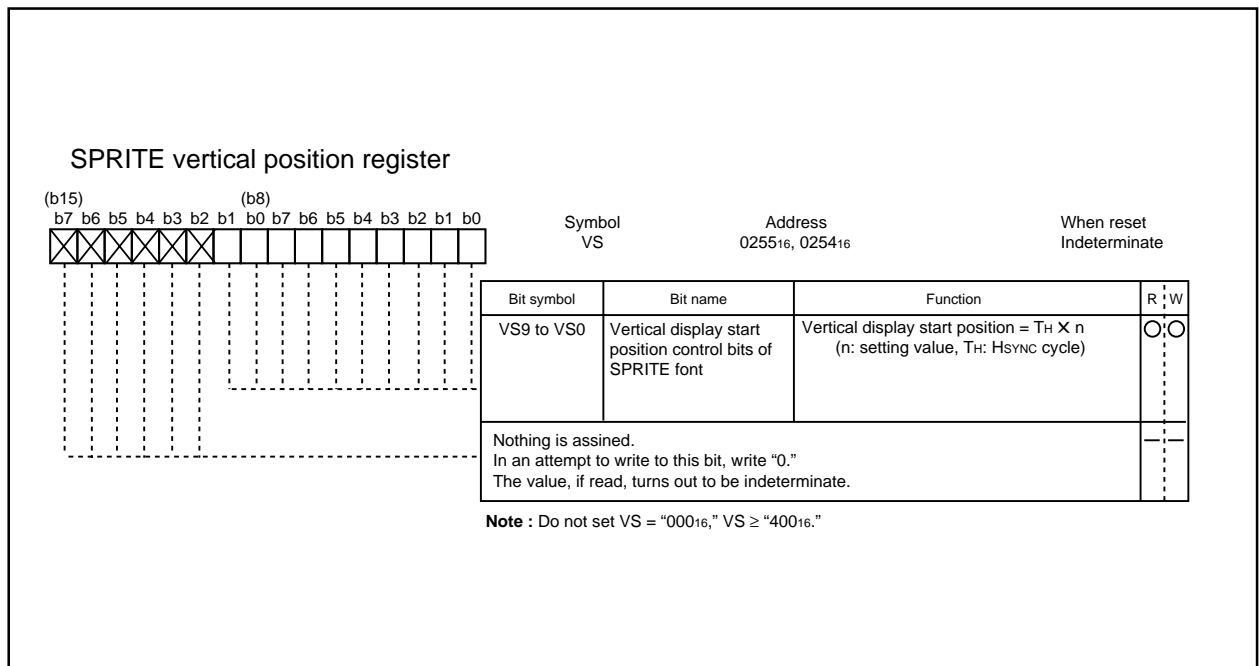 SPRITE vertical position register
(b15) (b8)
b7 b6 b5 b4 b3 b2 b1 b0 b7 b6 b5 b4 b3 b2 b1 b0
Symbol Address When reset
VS 025516, 025416 Indeterminate
Bit symbol Bit name Function R W
VS9 to VS0 Vertical display start Vertical display start position = TH X n
position control bits of (n: setting value, TH: HSYNC cycle)
SPRITE font
Nothing is assined.
In an attempt to write to this bit, write “0.”
The value, if read, turns out to be indeterminate.
Note : Do not set VS = “00016,” VS ≥ “40016.”